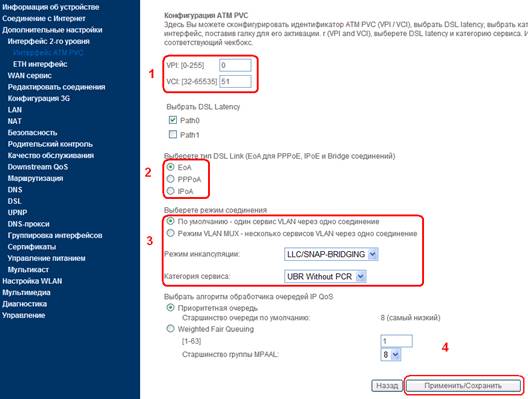 Информация об устройстве
Соединение с Интернет
Дополнительные настройки
Интерфейс 2-го уровня
Интерфейс ATM PVC
ETH интерфейс
WAN сервис
Редактировать соединения
Конфигурация 3G
LAN
NAT
Безопасность
Родительский контроль
Качество обслуживания
Downstream QoS
Маршрутизация
DNS
DSL
UPNP
DNS-прокси
Группировка интерфейсов
Сертификаты
Управление питанием
Мультикаст
Настройка WLAN
Мультимедиа
Диагностика
Управление
Конфигурация ATM PVC
Здесь Вы можете сконфигурировать идентификатор ATM PVC (VPI / VCI), выбрать DSL latency, выбрать кат
интерфейс, поставив галку для его активации. r (VPI and VCI), выберете DSL latency и категорию сервиса. И
соответствующий чекбокс.
1
VPI: [0-255] 0
VCI: [32-65535] 51
Выбрать DSL Latency
Path0
Path1
Выберете тип DSL Link (EoA для PPPoE, IPoE и Bridge соединений)
2
EoA
PPPoA
IPoA
Выберете режим соединения
3
По умолчанию - один сервис VLAN через одно соединение
Режим VLAN MUX - несколько сервисов VLAN через одно соединение
Режим инкапсуляции: LLC/SNAP-BRIDGING
Категория сервиса: UBR Without PCR
Выбрать алгоритм обработчика очередей IP QoS
Приоритетная очередь
Старшинство очереди по умолчанию: 8 (самый низкий)
Weighted Fair Queuing
[1-63] 1
Старшинство группы MPAAL: 8
4
Назад Применить/Сохранить